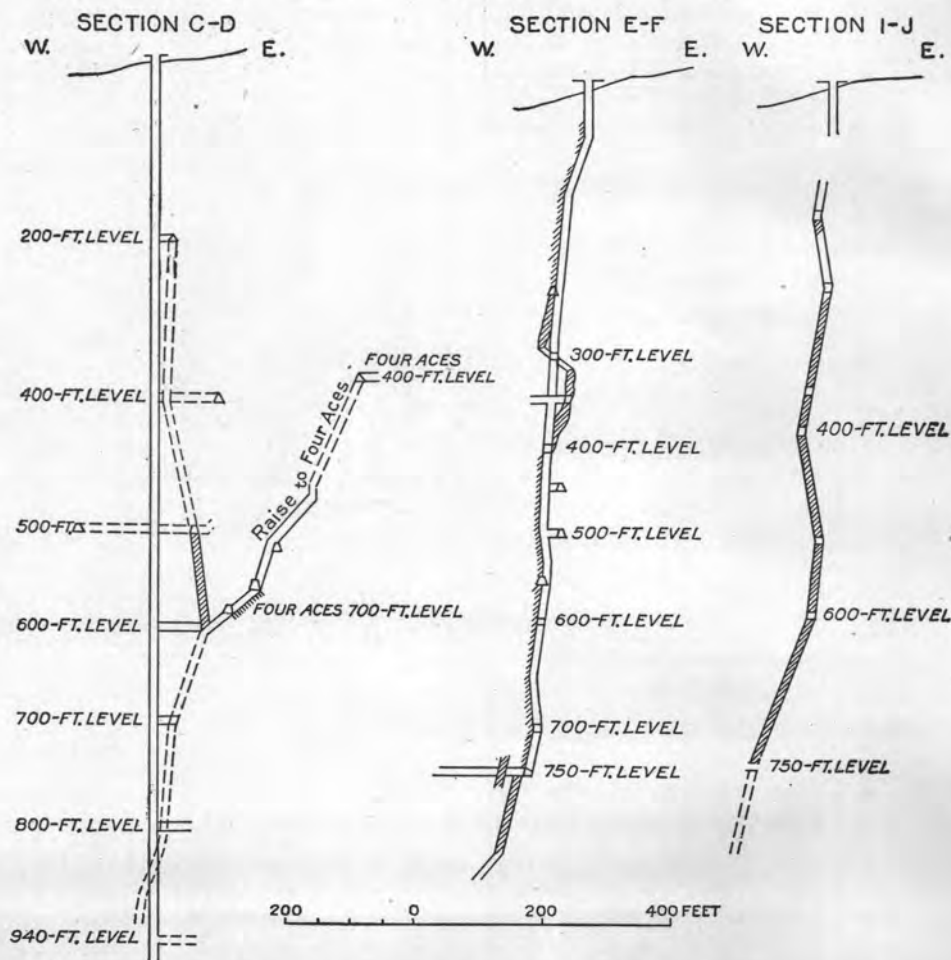 SECTION C-D
W. E.
200-FT. LEVEL
400-FT. LEVEL
500-FT.
600-FT. LEVEL
700-FT. LEVEL
800-FT. LEVEL
940-FT. LEVEL
FOUR ACES
400-FT. LEVEL
Raise to Four Aces.
FOUR ACES 700-FT. LEVEL
SECTION E-F
W. E.
300-FT. LEVEL
400-FT. LEVEL
500-FT. LEVEL
600-FT. LEVEL
700-FT. LEVEL
750-FT. LEVEL
SECTION I-J
W. E.
400-FT. LEVEL
600-FT. LEVEL
750-FT. LEVEL
200 0 200 400 FEET